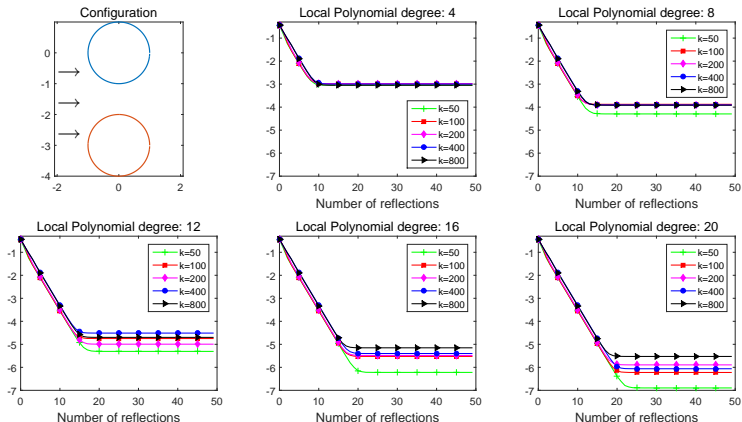 Configuration
1
0
-1
-2
-3
-4
-2
0
2
Local Polynomial degree: 4
-1
-2
-3
-4
-5
-6
-7
0
10
20
30
40
50
k=50
k=100
k=200
k=400
k=800
Number of reflections
Local Polynomial degree: 8
-1
-2
-3
-4
-5
-6
-7
0
10
20
30
40
50
k=50
k=100
k=200
k=400
k=800
Number of reflections
Local Polynomial degree: 12
-1
-2
-3
-4
-5
-6
-7
0
10
20
30
40
50
k=50
k=100
k=200
k=400
k=800
Number of reflections
Local Polynomial degree: 16
-1
-2
-3
-4
-5
-6
-7
0
10
20
30
40
50
k=50
k=100
k=200
k=400
k=800
Number of reflections
Local Polynomial degree: 20
-1
-2
-3
-4
-5
-6
-7
0
10
20
30
40
50
k=50
k=100
k=200
k=400
k=800
Number of reflections